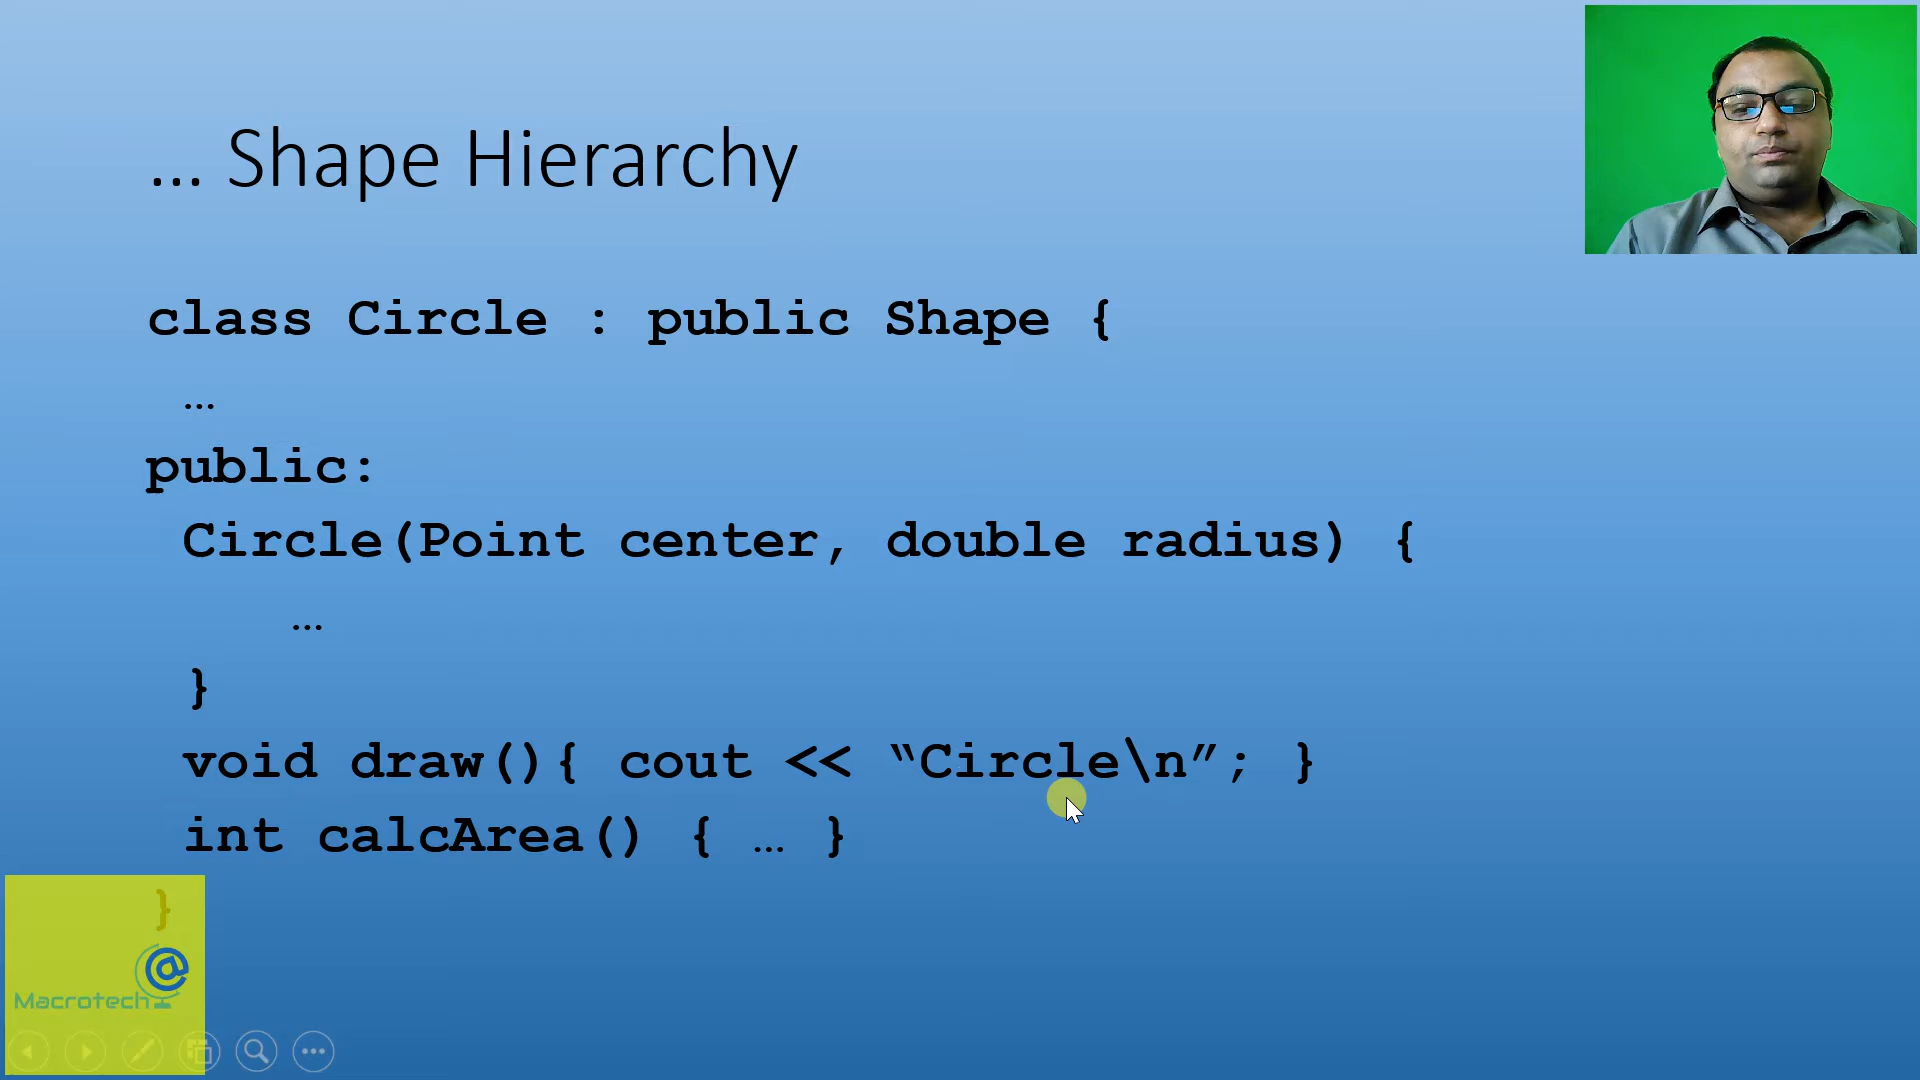 ... Shape Hierarchy
class Circle : public Shape {
...
public:
Circle(Point center, double radius) {
...
}
void draw(){ cout << “Circle\n”; }
int calcArea() { ... }
}
@
Macrotech